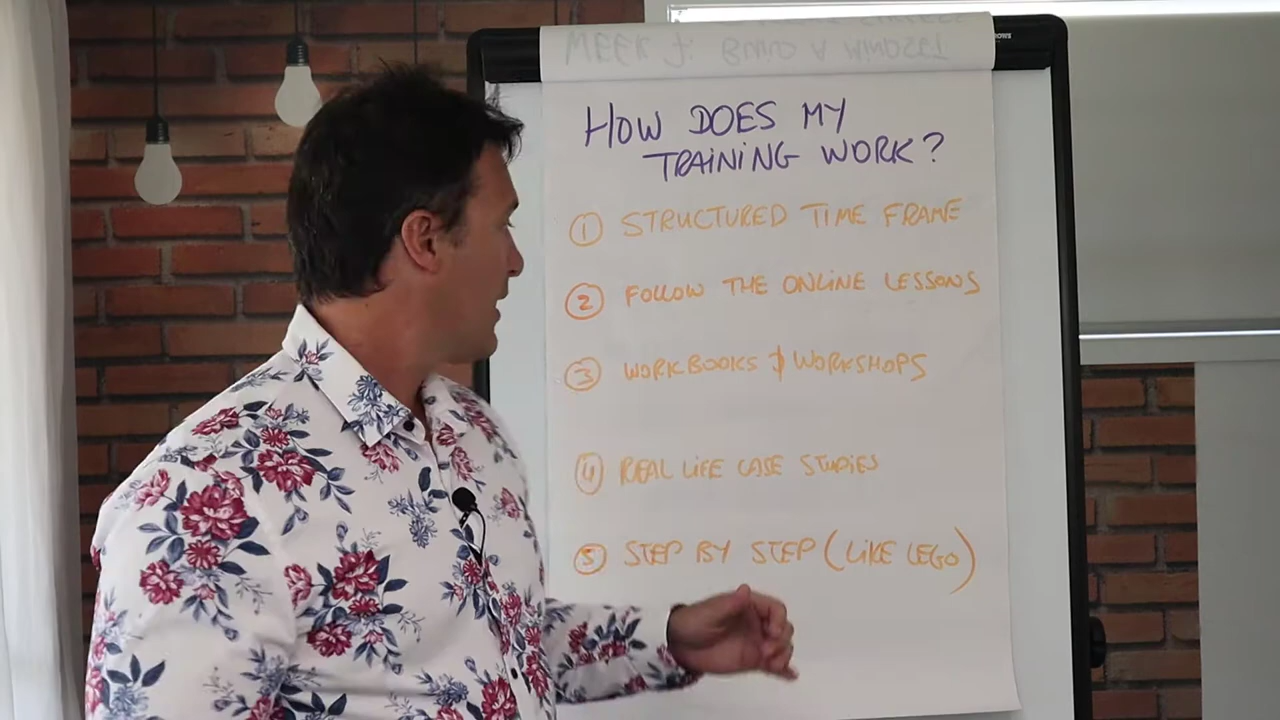 HOW DOES MY
TRAINING WORK?
① STRUCTURED TIME FRAME
② FOLLOW THE ONLINE LESSONS
③ WORKBOOKS & WORKSHOPS
④ REAL LIFE CASE STUDIES
⑤ STEP BY STEP (LIKE LEGO)